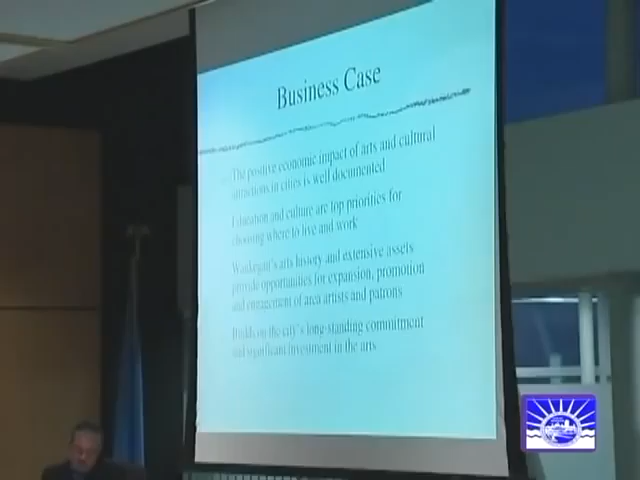 Business Case
The positive economic impact of arts and cultural
attractions in cities is well documented
Education and culture are top priorities for
choosing where to live and work
Waukegan's arts history and extensive assets
provide opportunities for expansion, promotion
and engagement of area artists and patrons
Builds on the city's long-standing commitment
and significant investment in the arts